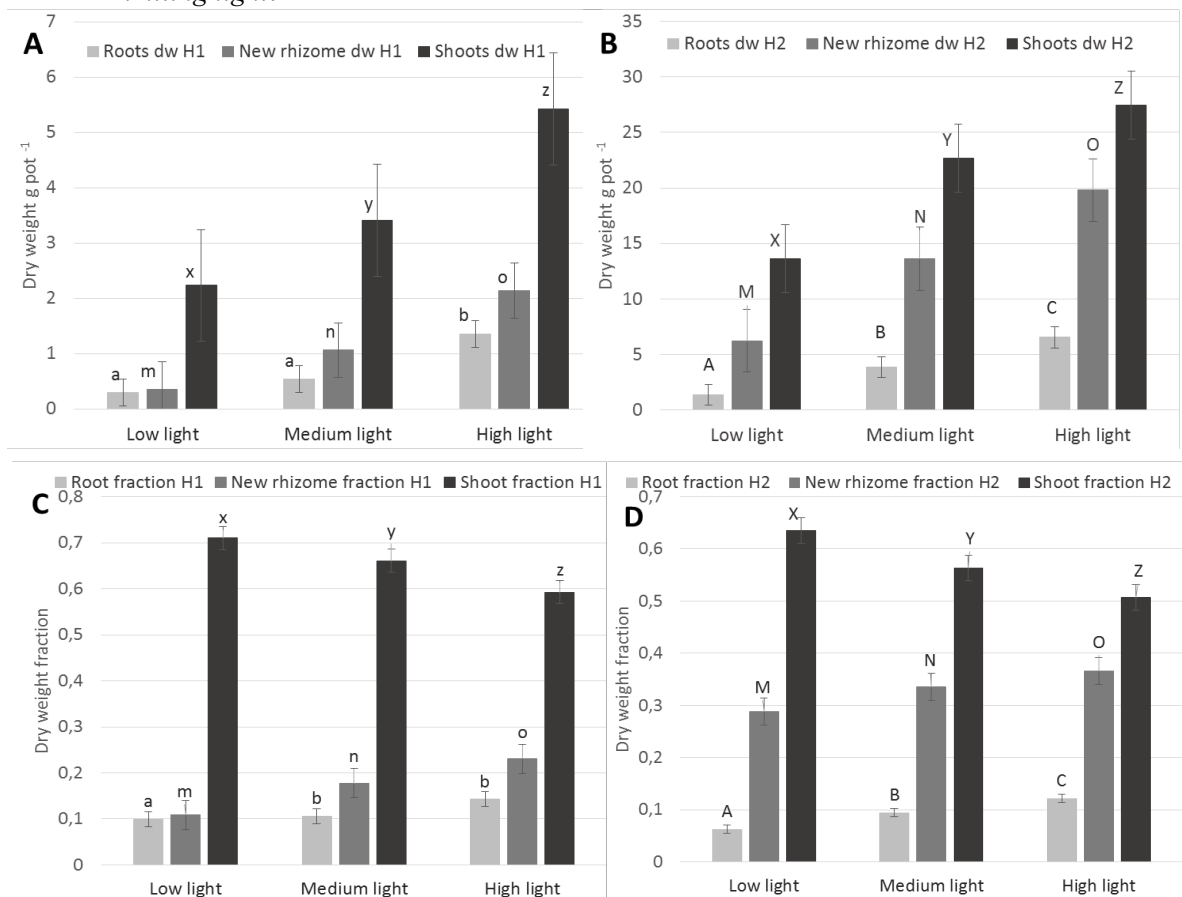 A
Roots dw H1 New rhizome dw H1 Shoots dw H1
Dry weight g pot -1
7
6
5
4
3
2
1
0
a m x
a n y
b o z
Low light Medium light High light
B
Roots dw H2 New rhizome dw H2 Shoots dw H2
Dry weight g pot -1
35
30
25
20
15
10
5
0
A M X
B N Y
C O Z
Low light Medium light High light
C
Root fraction H1 New rhizome fraction H1 Shoot fraction H1
Dry weight fraction
0,8
0,7
0,6
0,5
0,4
0,3
0,2
0,1
0
a m x
b n y
b o z
Low light Medium light High light
D
Root fraction H2 New rhizome fraction H2 Shoot fraction H2
Dry weight fraction
0,7
0,6
0,5
0,4
0,3
0,2
0,1
0
A M X
B N Y
C O Z
Low light Medium light High light